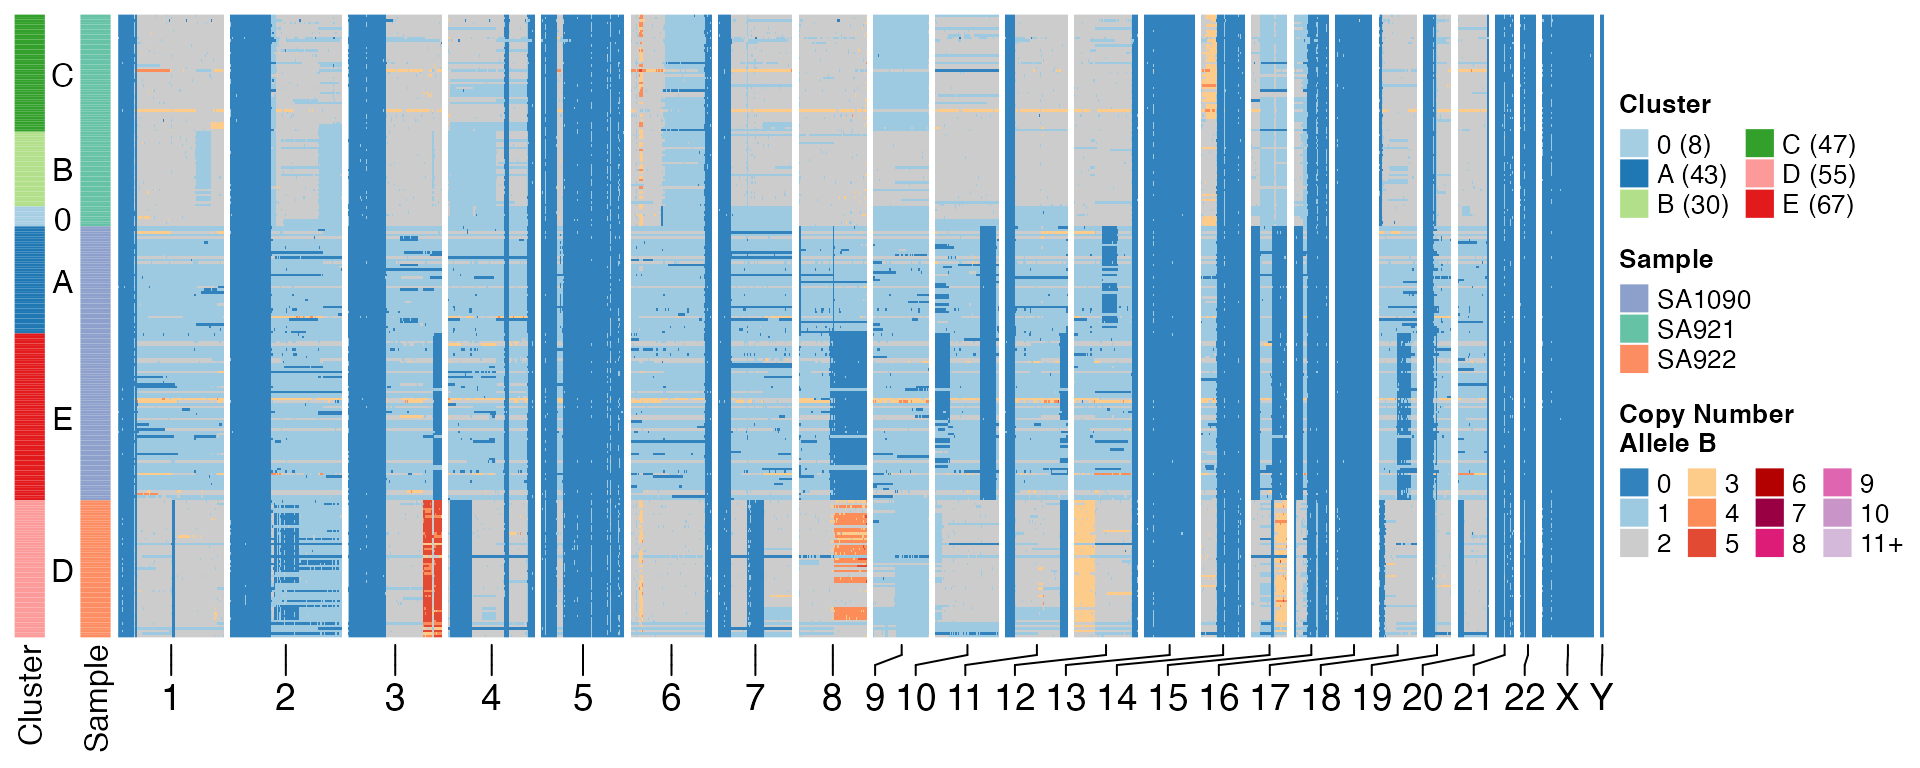 C
B
0
A
E
D
Cluster
Sample
1 2 3 4 5 6 7 8 9 10 11 12 13 14 15 16 17 18 19 20 21 22 X Y
Cluster
0 (8) C (47)
A (43) D (55)
B (30) E (67)
Sample
SA1090
SA921
SA922
Copy Number
Allele B
0 3 6 9
1 4 7 10
2 5 8 11+